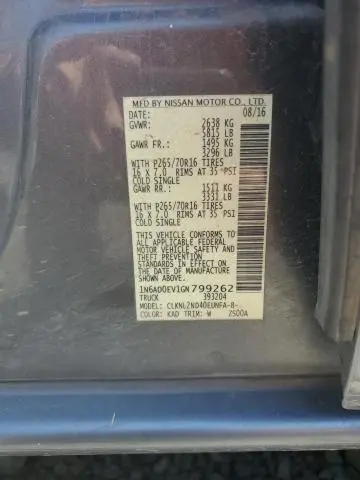 MFD BY NISSAN MOTOR CO., LTD.
DATE: 08/16
GVWR: 2638 KG
5815 LB
GAWR FR.: 1495 KG
3296 LB
WITH P265/70R16 TIRES
16 X 7.0 RIMS AT 35 PSI
COLD SINGLE
GAWR RR.: 1511 KG
3331 LB
WITH P265/70R16 TIRES
16 X 7.0 RIMS AT 35 PSI
COLD SINGLE
THIS VEHICLE CONFORMS TO
ALL APPLICABLE FEDERAL
MOTOR VEHICLE SAFETY AND
THEFT PREVENTION
STANDARDS IN EFFECT ON THE
DATE OF MANUFACTURE SHOWN
ABOVE.
1N6AD0EV1GN799262
TRUCK 393204
MODEL: CLKNL2ND40EUNFA-8-
COLOR: KAD TRIM: W ZS00A